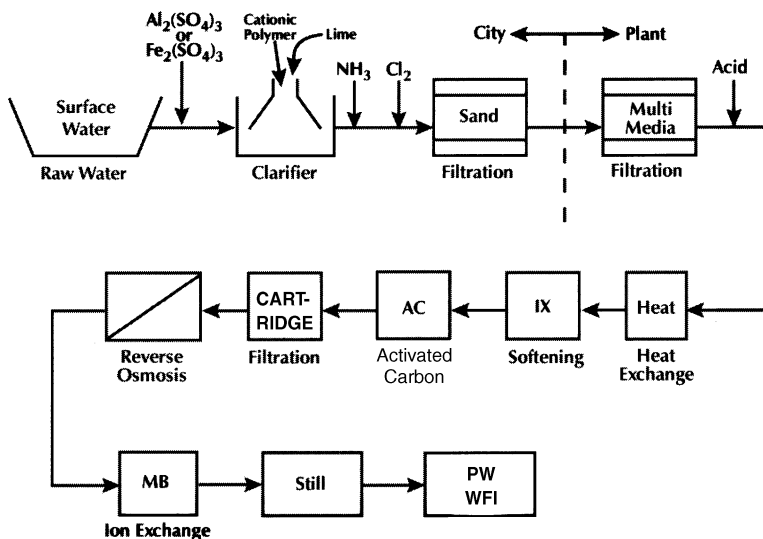 Al₂(SO₄)₃
or
Fe₂(SO₄)₃
Cationic
Polymer
Lime
NH₃
Cl₂
City
Plant
Acid
Surface
Water
Raw Water
Clarifier
Sand
Filtration
Multi
Media
Filtration
Reverse
Osmosis
CART-
RIDGE
Filtration
AC
Activated
Carbon
IX
Softening
Heat
Heat
Exchange
MB
Ion Exchange
Still
PW
WFI